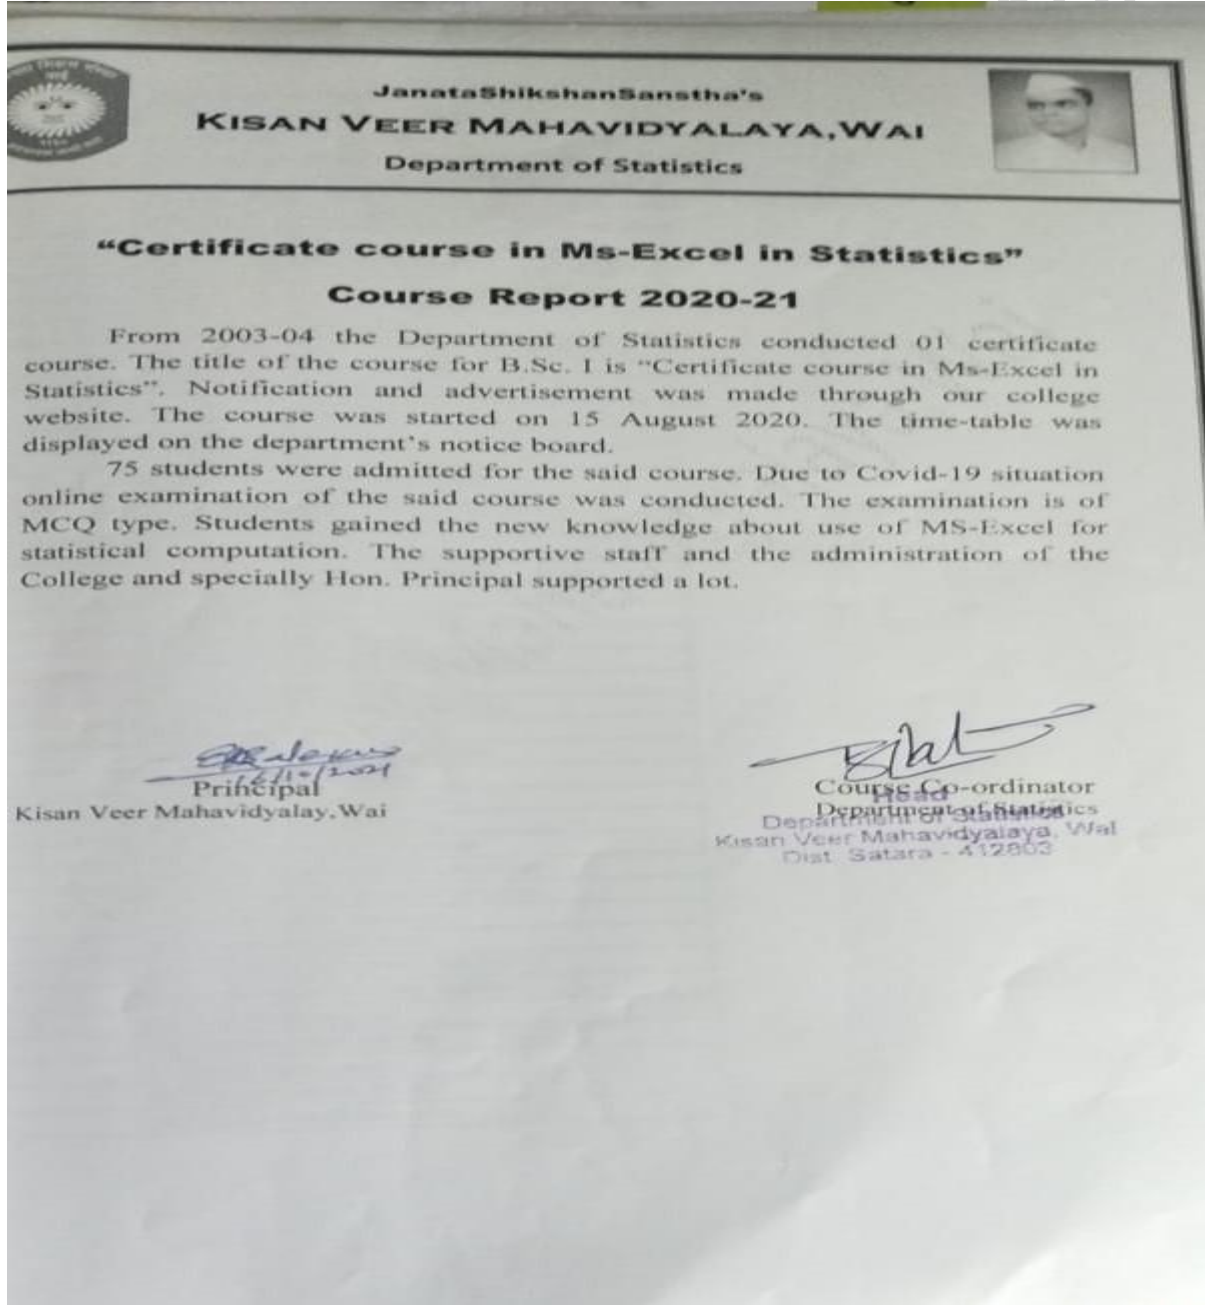 JanataShikshanSanstha's
KISAN VEER MAHAVIDYALAYA,WAI
Department of Statistics
“Certificate course in Ms-Excel in Statistics”
Course Report 2020-21
From 2003-04 the Department of Statistics conducted 01 certificate
course. The title of the course for B.Sc. I is “Certificate course in Ms-Excel in
Statistics”. Notification and advertisement was made through our college
website. The course was started on 15 August 2020. The time-table was
displayed on the department’s notice board.
75 students were admitted for the said course. Due to Covid-19 situation
online examination of the said course was conducted. The examination is of
MCQ type. Students gained the new knowledge about use of MS-Excel for
statistical computation. The supportive staff and the administration of the
College and specially Hon. Principal supported a lot.
Principal
Kisan Veer Mahavidyalay,Wai
Course Co-ordinator
Department of Statistics
Head
Department of Statistics
Kisan Veer Mahavidyalaya, Wai
Dist. Satara - 412803